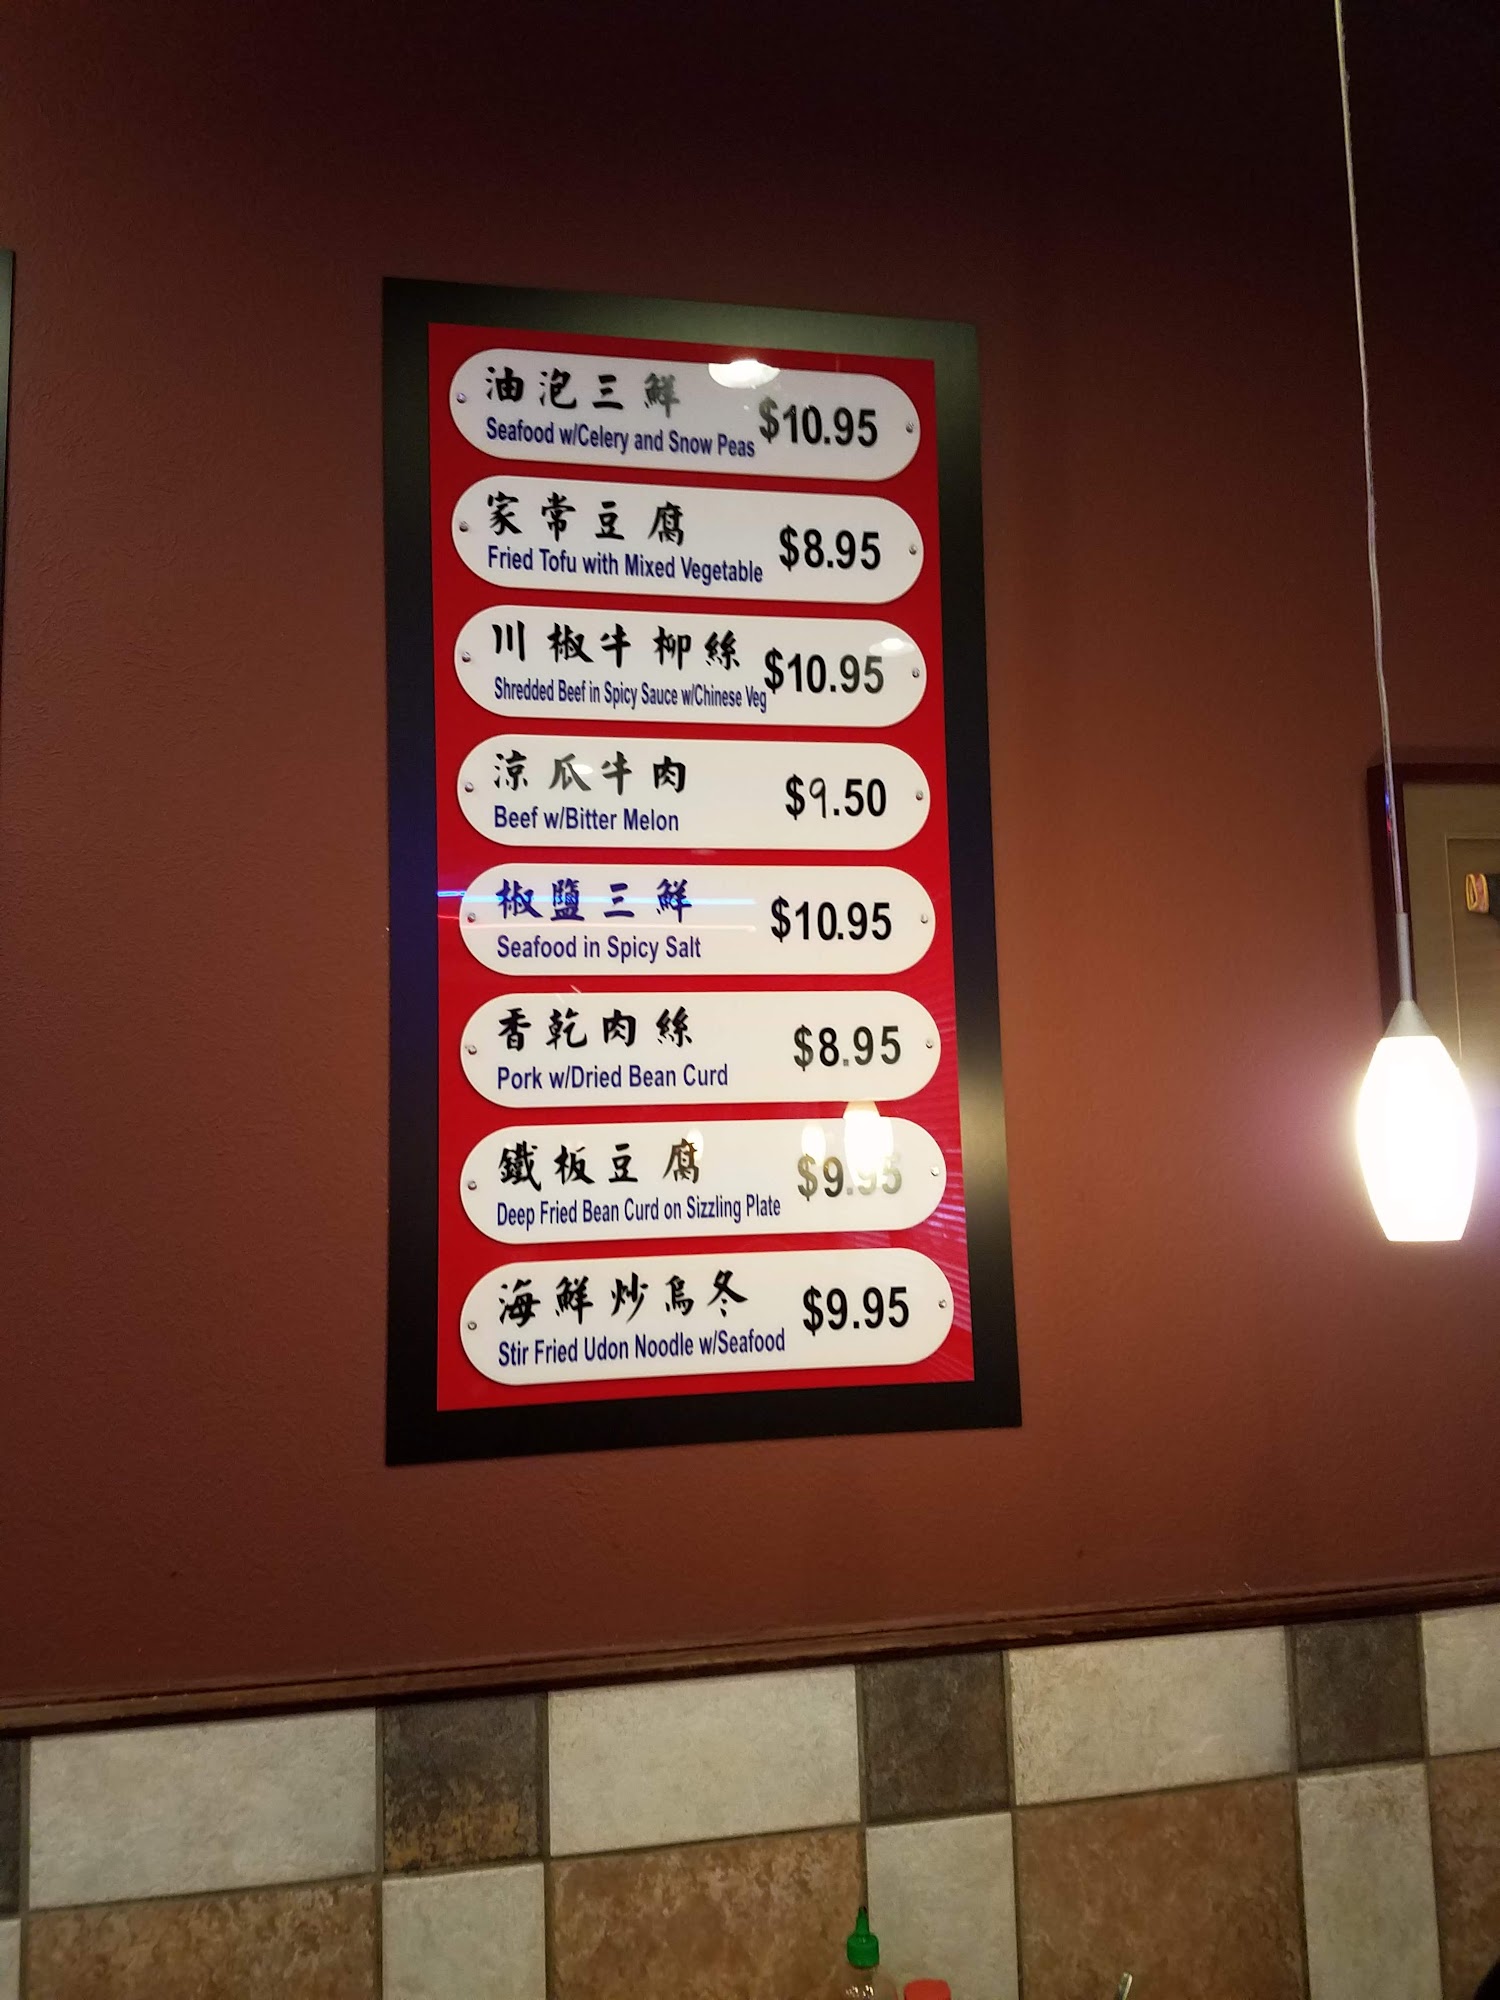 油泡三鮮
Seafood w/Celery and Snow Peas $10.95
家常豆腐
Fried Tofu with Mixed Vegetable $8.95
川椒牛柳絲
Shredded Beef in Spicy Sauce w/Chinese Veg $10.95
涼瓜牛肉
Beef w/Bitter Melon $9.50
椒鹽三鮮
Seafood in Spicy Salt $10.95
香乾肉絲
Pork w/Dried Bean Curd $8.95
鐵板豆腐
Deep Fried Bean Curd on Sizzling Plate $9.95
海鮮炒烏冬
Stir Fried Udon Noodle w/Seafood $9.95